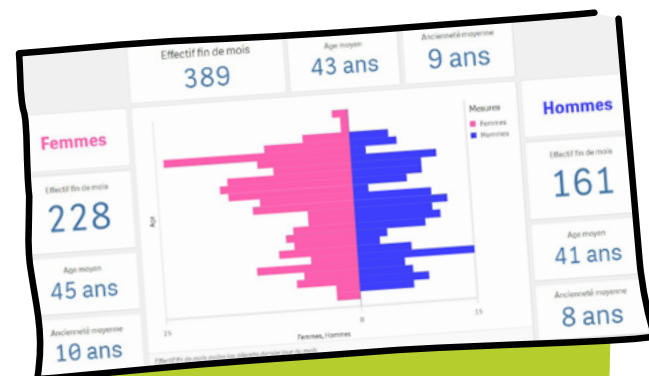 Effectif fin de mois
389
Age moyen
43 ans
Ancienneté moyenne
9 ans
Femmes
Effectif fin de mois
228
Age moyen
45 ans
Ancienneté moyenne
10 ans
Mesures
Femmes
Hommes
Age
25
0
15
Femmes, Hommes
Hommes
Effectif fin de mois
161
Age moyen
41 ans
Ancienneté moyenne
8 ans